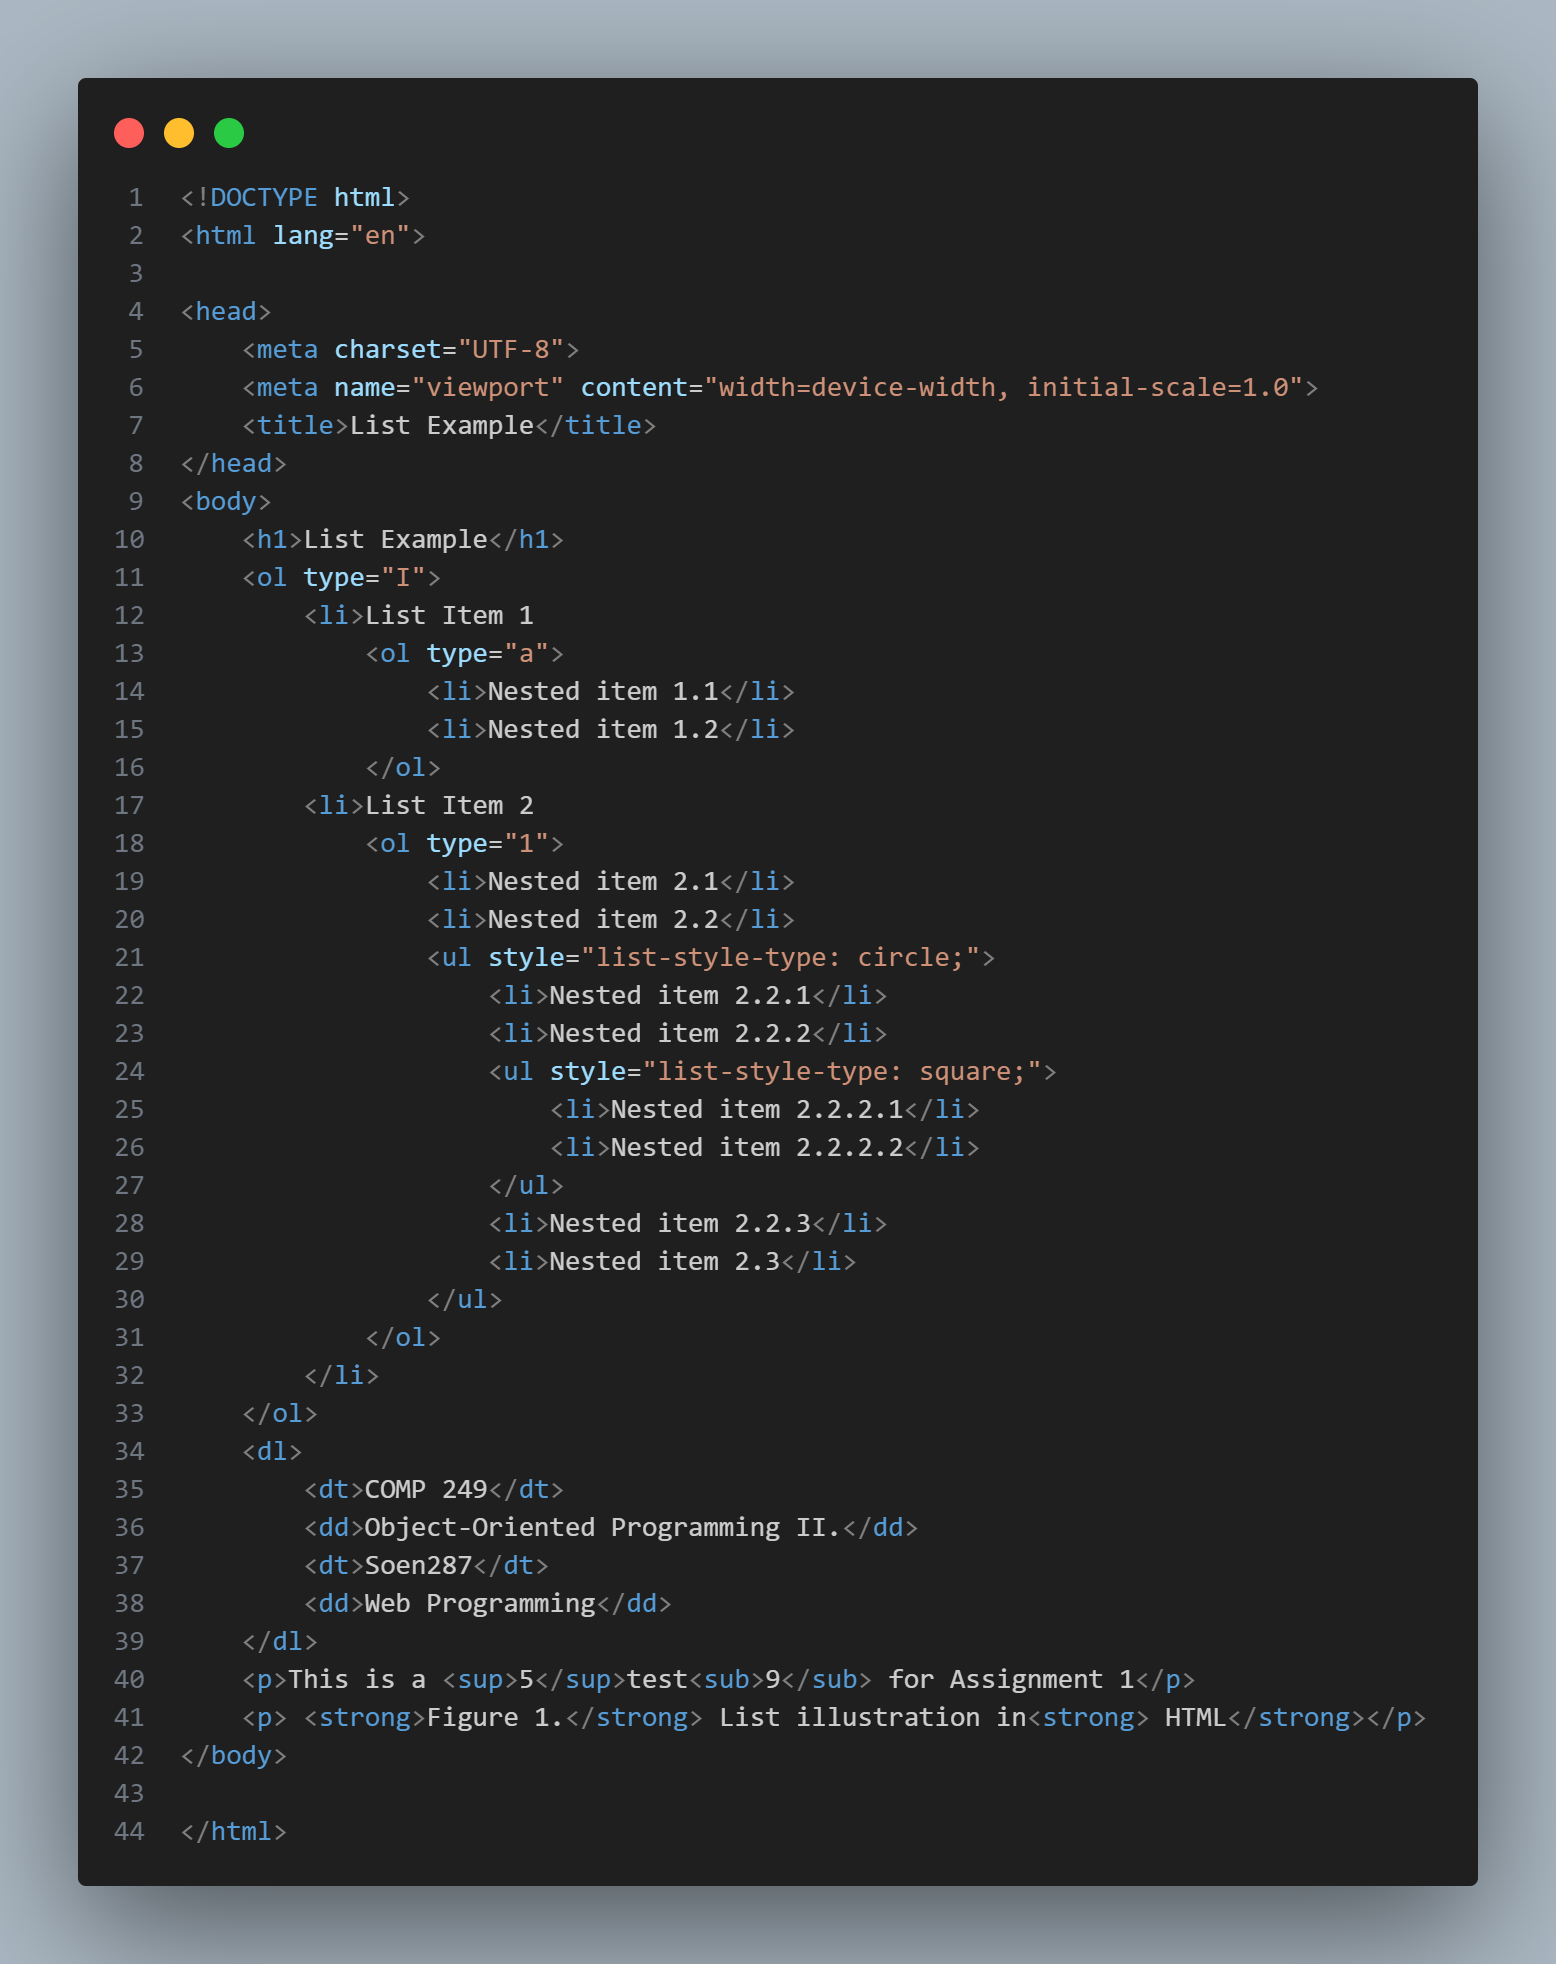 1 <!DOCTYPE html>
2 <html lang="en">
3
4 <head>
5     <meta charset="UTF-8">
6     <meta name="viewport" content="width=device-width, initial-scale=1.0">
7     <title>List Example</title>
8 </head>
9 <body>
10     <h1>List Example</h1>
11     <ol type="I">
12         <li>List Item 1
13             <ol type="a">
14                 <li>Nested item 1.1</li>
15                 <li>Nested item 1.2</li>
16             </ol>
17         <li>List Item 2
18             <ol type="1">
19                 <li>Nested item 2.1</li>
20                 <li>Nested item 2.2</li>
21                 <ul style="list-style-type: circle;">
22                     <li>Nested item 2.2.1</li>
23                     <li>Nested item 2.2.2</li>
24                     <ul style="list-style-type: square;">
25                         <li>Nested item 2.2.2.1</li>
26                         <li>Nested item 2.2.2.2</li>
27                     </ul>
28                     <li>Nested item 2.2.3</li>
29                     <li>Nested item 2.3</li>
30                 </ul>
31             </ol>
32         </li>
33     </ol>
34     <dl>
35         <dt>COMP 249</dt>
36         <dd>Object-Oriented Programming II.</dd>
37         <dt>Soen287</dt>
38         <dd>Web Programming</dd>
39     </dl>
40     <p>This is a <sup>5</sup>test<sub>9</sub> for Assignment 1</p>
41     <p> <strong>Figure 1.</strong> List illustration in<strong> HTML</strong></p>
42 </body>
43
44 </html>